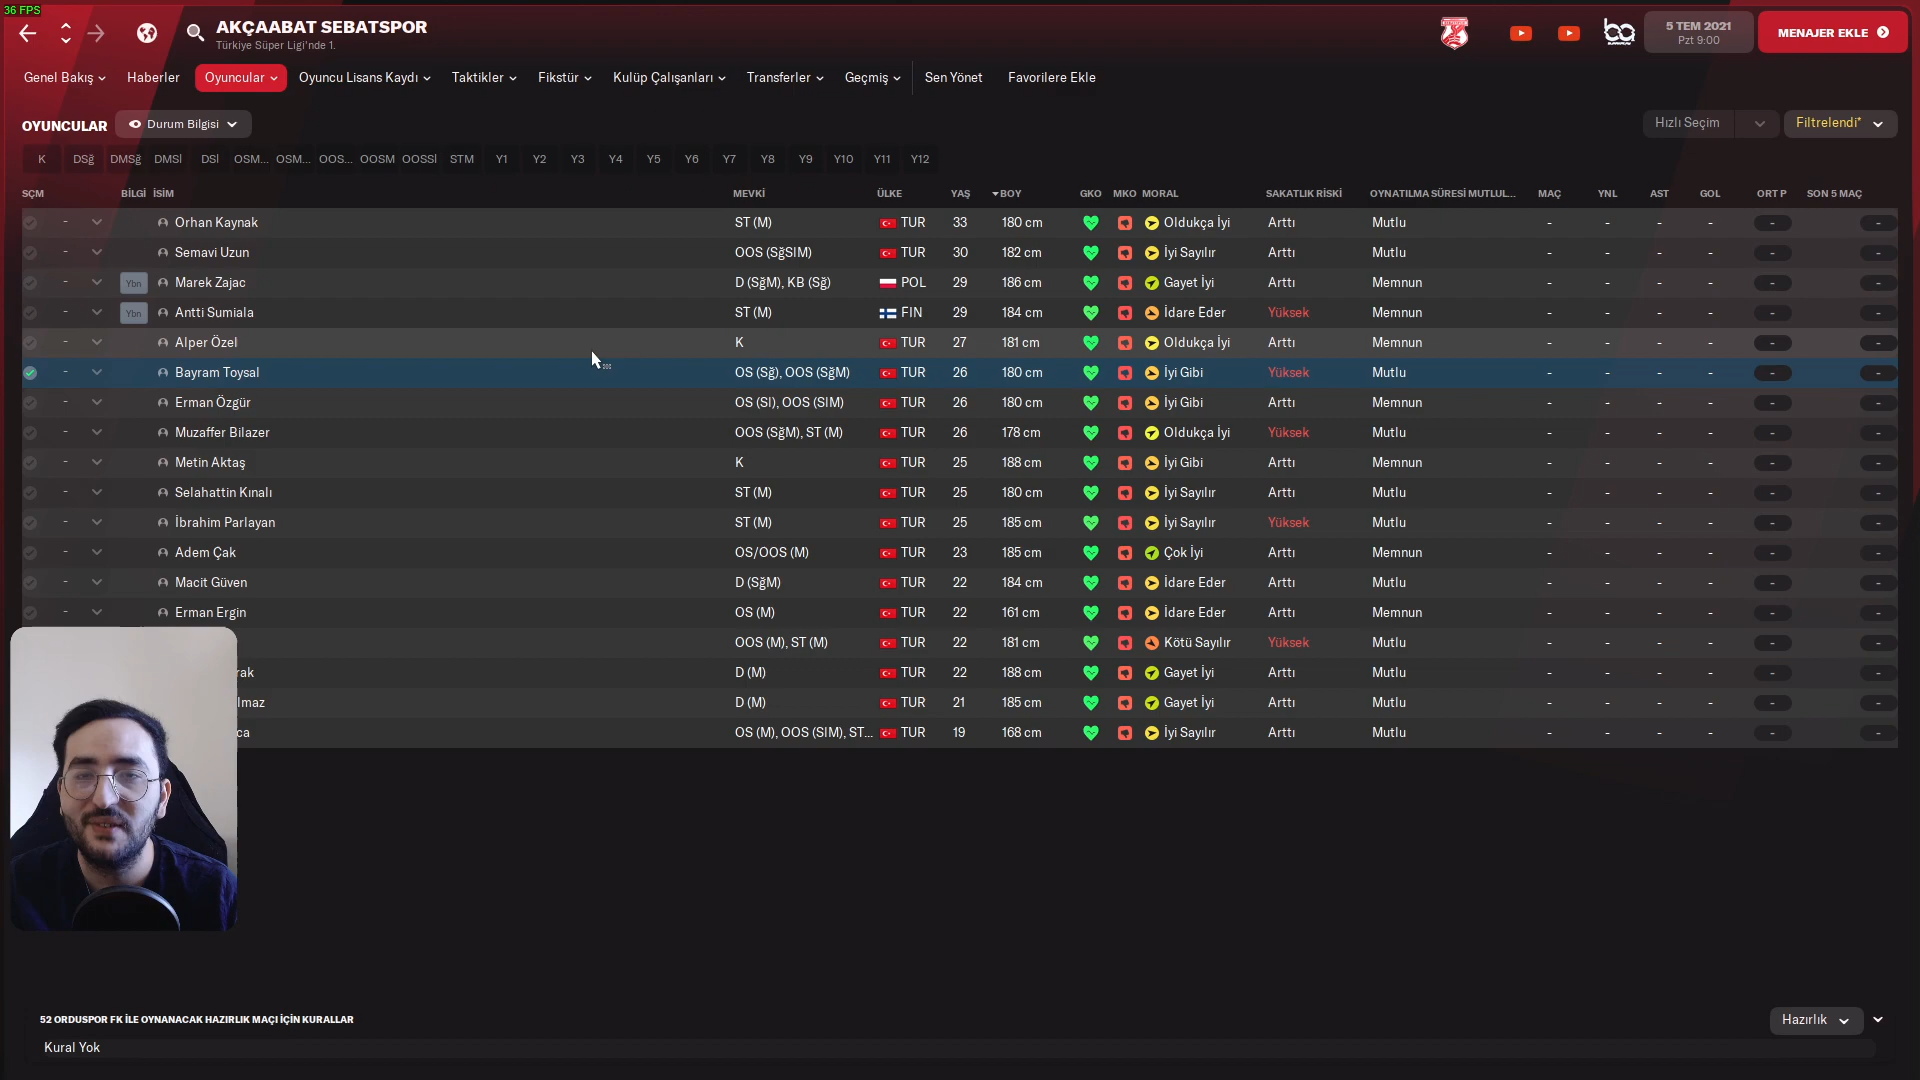 36 FPS
AKÇAABAT SEBATSPOR
Türkiye Süper Ligi'nde 1.
5 TEM 2021
Pzt 9:00
MENAJER EKLE
Genel Bakış Haberler Oyuncular Oyuncu Lisans Kaydı Taktikler Fikstür Kulüp Çalışanları Transferler Geçmiş Sen Yönet Favorilere Ekle
OYUNCULAR Durum Bilgisi Hızlı Seçim Filtrelendi*
K DSğ DMSğ DMSl DSl OSM... OSM... OOS... OOSM OOSSl STM Y1 Y2 Y3 Y4 Y5 Y6 Y7 Y8 Y9 Y10 Y11 Y12
SÇM BİLGİ İSİM MEVKİ ÜLKE YAŞ BOY GKO MKO MORAL SAKATLIK RİSKİ OYNATILMA SÜRESİ MUTLUL... MAÇ YNL AST GOL ORT P SON 5 MAÇ
- Orhan Kaynak ST (M) TUR 33 180 cm Oldukça İyi Arttı Mutlu - - - - - -
- Semavi Uzun OOS (SğSlM) TUR 30 182 cm İyi Sayılır Arttı Mutlu - - - - - -
- Ybn Marek Zajac D (SğM), KB (Sğ) POL 29 186 cm Gayet İyi Arttı Memnun - - - - - -
- Ybn Antti Sumiala ST (M) FIN 29 184 cm İdare Eder Yüksek Memnun - - - - - -
- Alper Özel K TUR 27 181 cm Oldukça İyi Arttı Memnun - - - - - -
- Bayram Toysal OS (Sğ), OOS (SğM) TUR 26 180 cm İyi Gibi Yüksek Mutlu - - - - - -
- Erman Özgür OS (Sl), OOS (SlM) TUR 26 180 cm İyi Gibi Arttı Memnun - - - - - -
- Muzaffer Bilazer OOS (SğM), ST (M) TUR 26 178 cm Oldukça İyi Yüksek Mutlu - - - - - -
- Metin Aktaş K TUR 25 188 cm İyi Gibi Arttı Memnun - - - - - -
- Selahattin Kınalı ST (M) TUR 25 180 cm İyi Sayılır Arttı Mutlu - - - - - -
- İbrahim Parlayan ST (M) TUR 25 185 cm İyi Sayılır Yüksek Mutlu - - - - - -
- Adem Çak OS/OOS (M) TUR 23 185 cm Çok İyi Arttı Memnun - - - - - -
- Macit Güven D (SğM) TUR 22 184 cm İdare Eder Arttı Mutlu - - - - - -
- Erman Ergin OS (M) TUR 22 161 cm İdare Eder Arttı Memnun - - - - - -
OOS (M), ST (M) TUR 22 181 cm Kötü Sayılır Yüksek Mutlu - - - - - -
rak D (M) TUR 22 188 cm Gayet İyi Arttı Mutlu - - - - - -
lmaz D (M) TUR 21 185 cm Gayet İyi Arttı Mutlu - - - - - -
ca OS (M), OOS (SlM), ST... TUR 19 168 cm İyi Sayılır Arttı Mutlu - - - - - -
52 ORDUSPOR FK İLE OYNANACAK HAZIRLIK MAÇI İÇİN KURALLAR
Hazırlık
Kural Yok